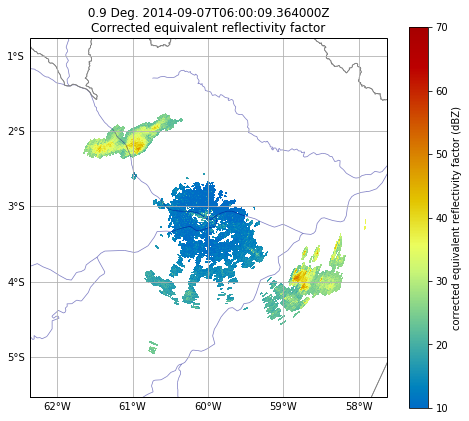 0.9 Deg. 2014-09-07T06:00:09.364000Z
Corrected equivalent reflectivity factor
1°S
2°S
3°S
4°S
5°S
62°W 61°W 60°W 59°W 58°W
70
60
50
40
30
20
10
corrected equivalent reflectivity factor (dBZ)